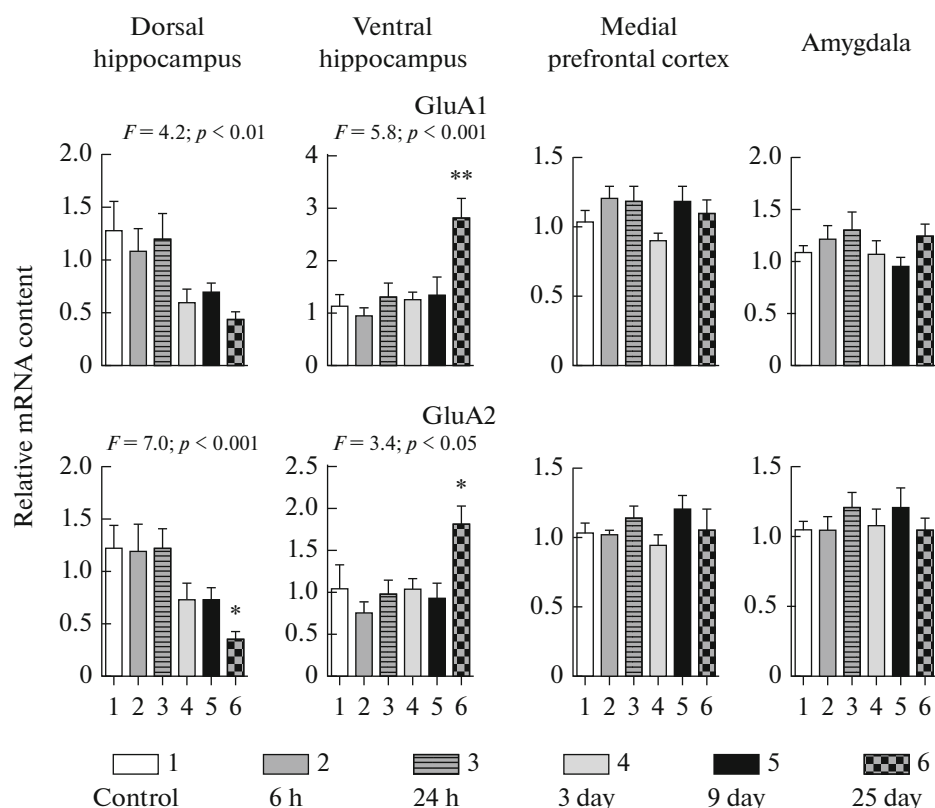 Dorsal hippocampus
Ventral hippocampus
Medial prefrontal cortex
Amygdala
Relative mRNA content
GluA1
F = 4.2; p < 0.01
F = 5.8; p < 0.001
2.0
1.5
1.0
0.5
0
4
3
2
1
0
**
1.5
1.0
0.5
0
2.0
1.5
1.0
0.5
0
GluA2
F = 7.0; p < 0.001
F = 3.4; p < 0.05
2.0
1.5
1.0
0.5
0
*
1 2 3 4 5 6
2.5
2.0
1.5
1.0
0.5
0
*
1 2 3 4 5 6
1.5
1.0
0.5
0
1 2 3 4 5 6
1.5
1.0
0.5
0
1 2 3 4 5 6
1 2 3 4 5 6
Control 6 h 24 h 3 day 9 day 25 day